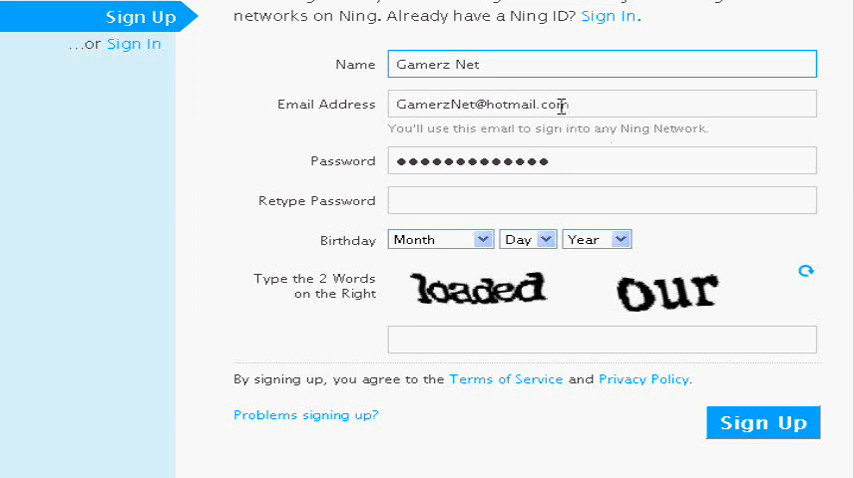 Sign Up
...or Sign In
networks on Ning. Already have a Ning ID? Sign In.
Name Gamerz Net
Email Address GamerzNet@hotmail.com
You'll use this email to sign into any Ning Network.
Password
Retype Password
Birthday Month Day Year
Type the 2 Words
on the Right
loaded our
By signing up, you agree to the Terms of Service and Privacy Policy.
Problems signing up?
Sign Up